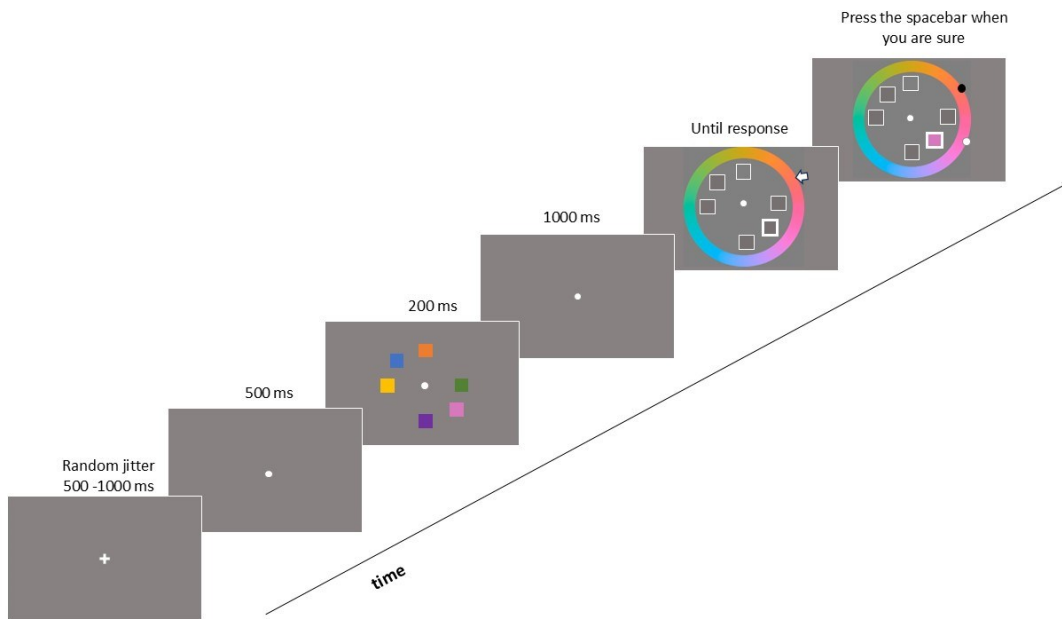 Random jitter
500 -1000 ms
500 ms
200 ms
1000 ms
Until response
Press the spacebar when
you are sure
time